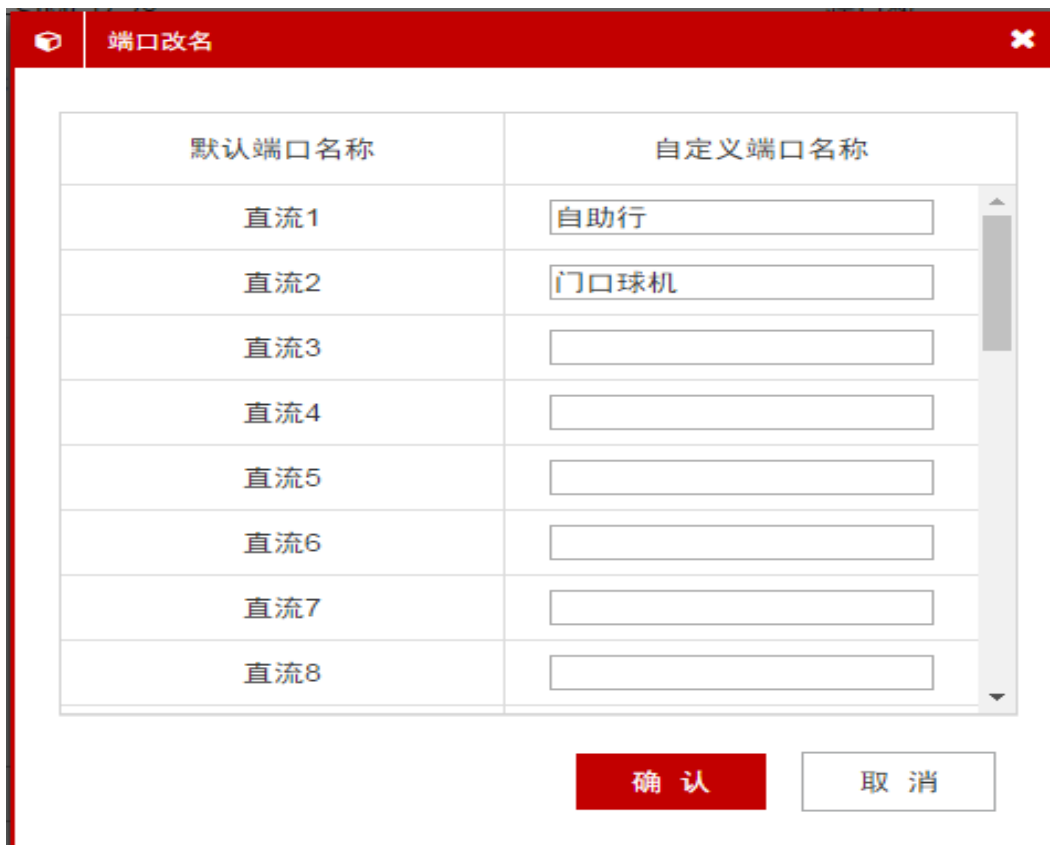 端口改名
默认端口名称 自定义端口名称
直流1 自助行
直流2 门口球机
直流3
直流4
直流5
直流6
直流7
直流8
确 认 取 消